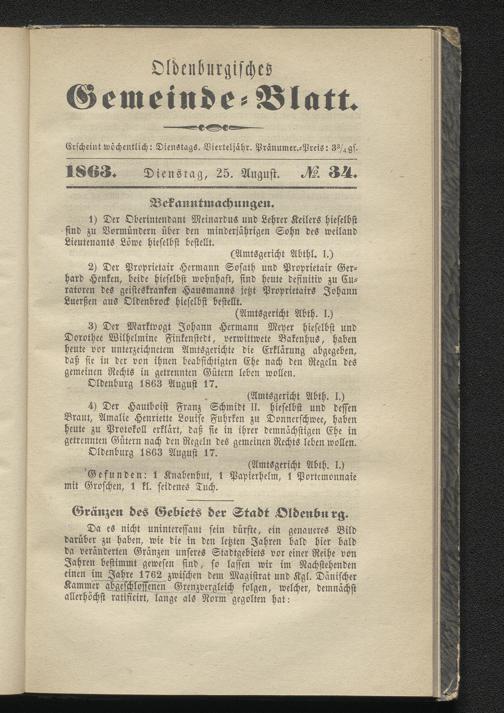 Oldenburgisches
Gemeinde-Blatt.
Erscheint wöchentlich: Dienstags. Vierteljähr. Pränumer.-Preis: 3¾ gs.
1863. Dienstag, 25. August. № 34.
Bekanntmachungen.
1) Der Oberintendant Meinardus und Lehrer Keilers hieselbst
sind zu Vormündern über den minderjährigen Sohn des weiland
Lieutenants Löwe hieselbst bestellt.
(Amtsgericht Abthl. I.)
2) Der Proprietair Hermann Sosath und Proprietair Ger-
hard Henken, beide hieselbst wohnhaft, sind heute definitiv zu Cu-
ratoren des geisteskranken Hausmanns jetzt Proprietairs Johann
Luerßen aus Oldenbrock hieselbst bestellt.
(Amtsgericht Abth. I.)
3) Der Marktvogt Johann Hermann Meyer hieselbst und
Dorothee Wilhelmine Finkenstedt, verwittwete Bakenhus, haben
heute vor unterzeichnetem Amtsgerichte die Erklärung abgegeben,
daß sie in der von ihnen beabsichtigten Ehe nach den Regeln des
gemeinen Rechts in getrennten Gütern leben wollen.
Oldenburg 1863 August 17.
(Amtsgericht Abth. I.)
4) Der Hautboist Franz Schmidt II. hieselbst und dessen
Braut, Amalie Henriette Louise Fuhrken zu Donnerschwee, haben
heute zu Protokoll erklärt, daß sie in ihrer demnächstigen Ehe in
getrennten Gütern nach den Regeln des gemeinen Rechts leben wollen.
Oldenburg 1863 August 17.
(Amtsgericht Abth. I.)
Gefunden: 1 Knabenhut, 1 Papierhelm, 1 Portemonnaie
mit Groschen, 1 kl. seidenes Tuch.
Gränzen des Gebiets der Stadt Oldenburg.
Da es nicht uninteressant sein dürfte, ein genaueres Bild
darüber zu haben, wie die in den letzten Jahren bald hier bald
da veränderten Gränzen unseres Stadtgebiets vor einer Reihe von
Jahren bestimmt gewesen sind, so lassen wir im Nachstehenden
einen im Jahre 1762 zwischen dem Magistrat und Kgl. Dänischer
Kammer abgeschlossenen Grenzvergleich folgen, welcher, demnächst
allerhöchst ratificirt, lange als Norm gegolten hat: